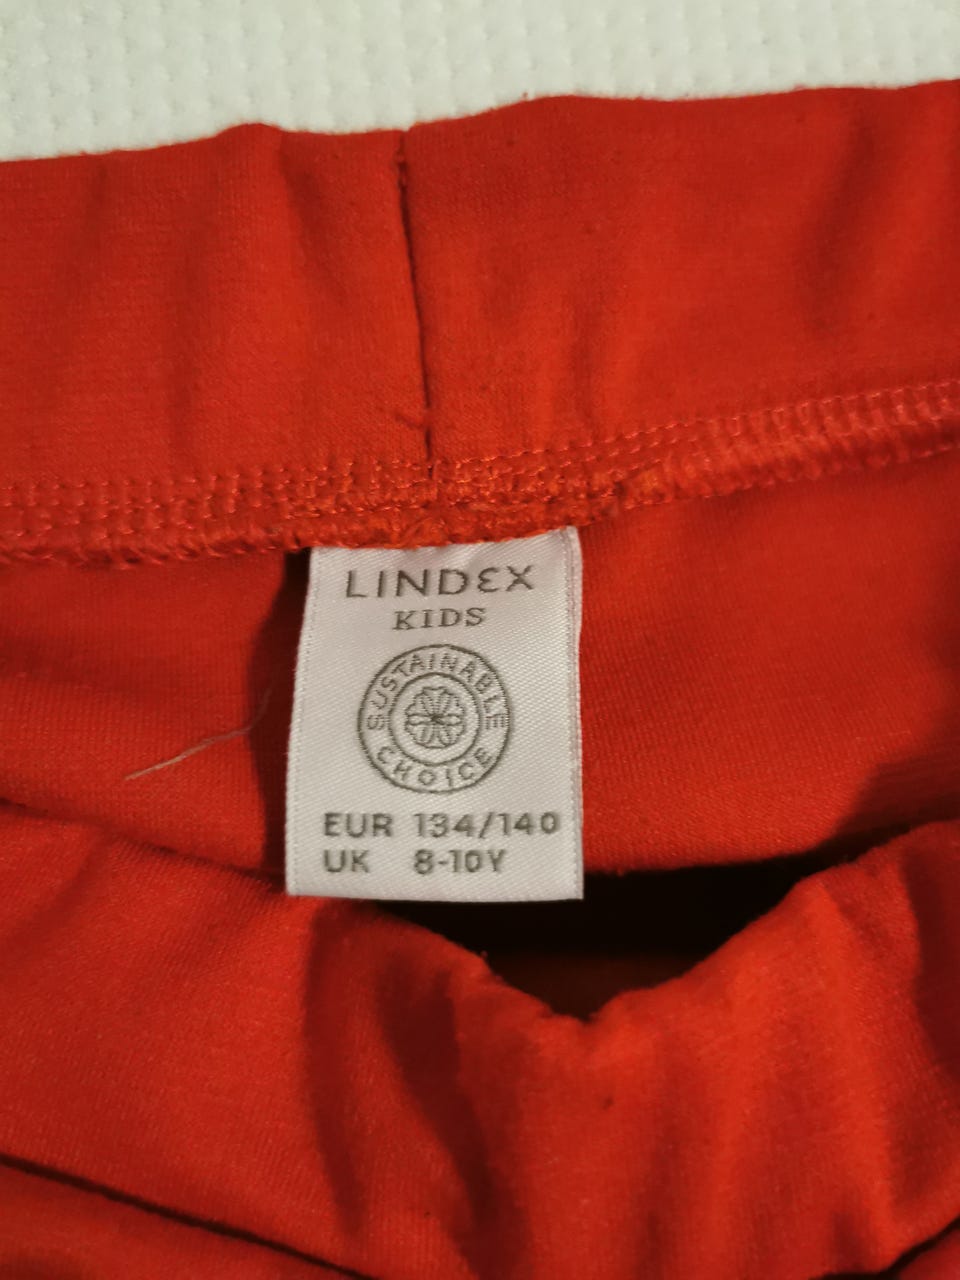 LINDEX
KIDS
SUSTAINABLE
CHOICE
EUR 134/140
UK 8-10Y